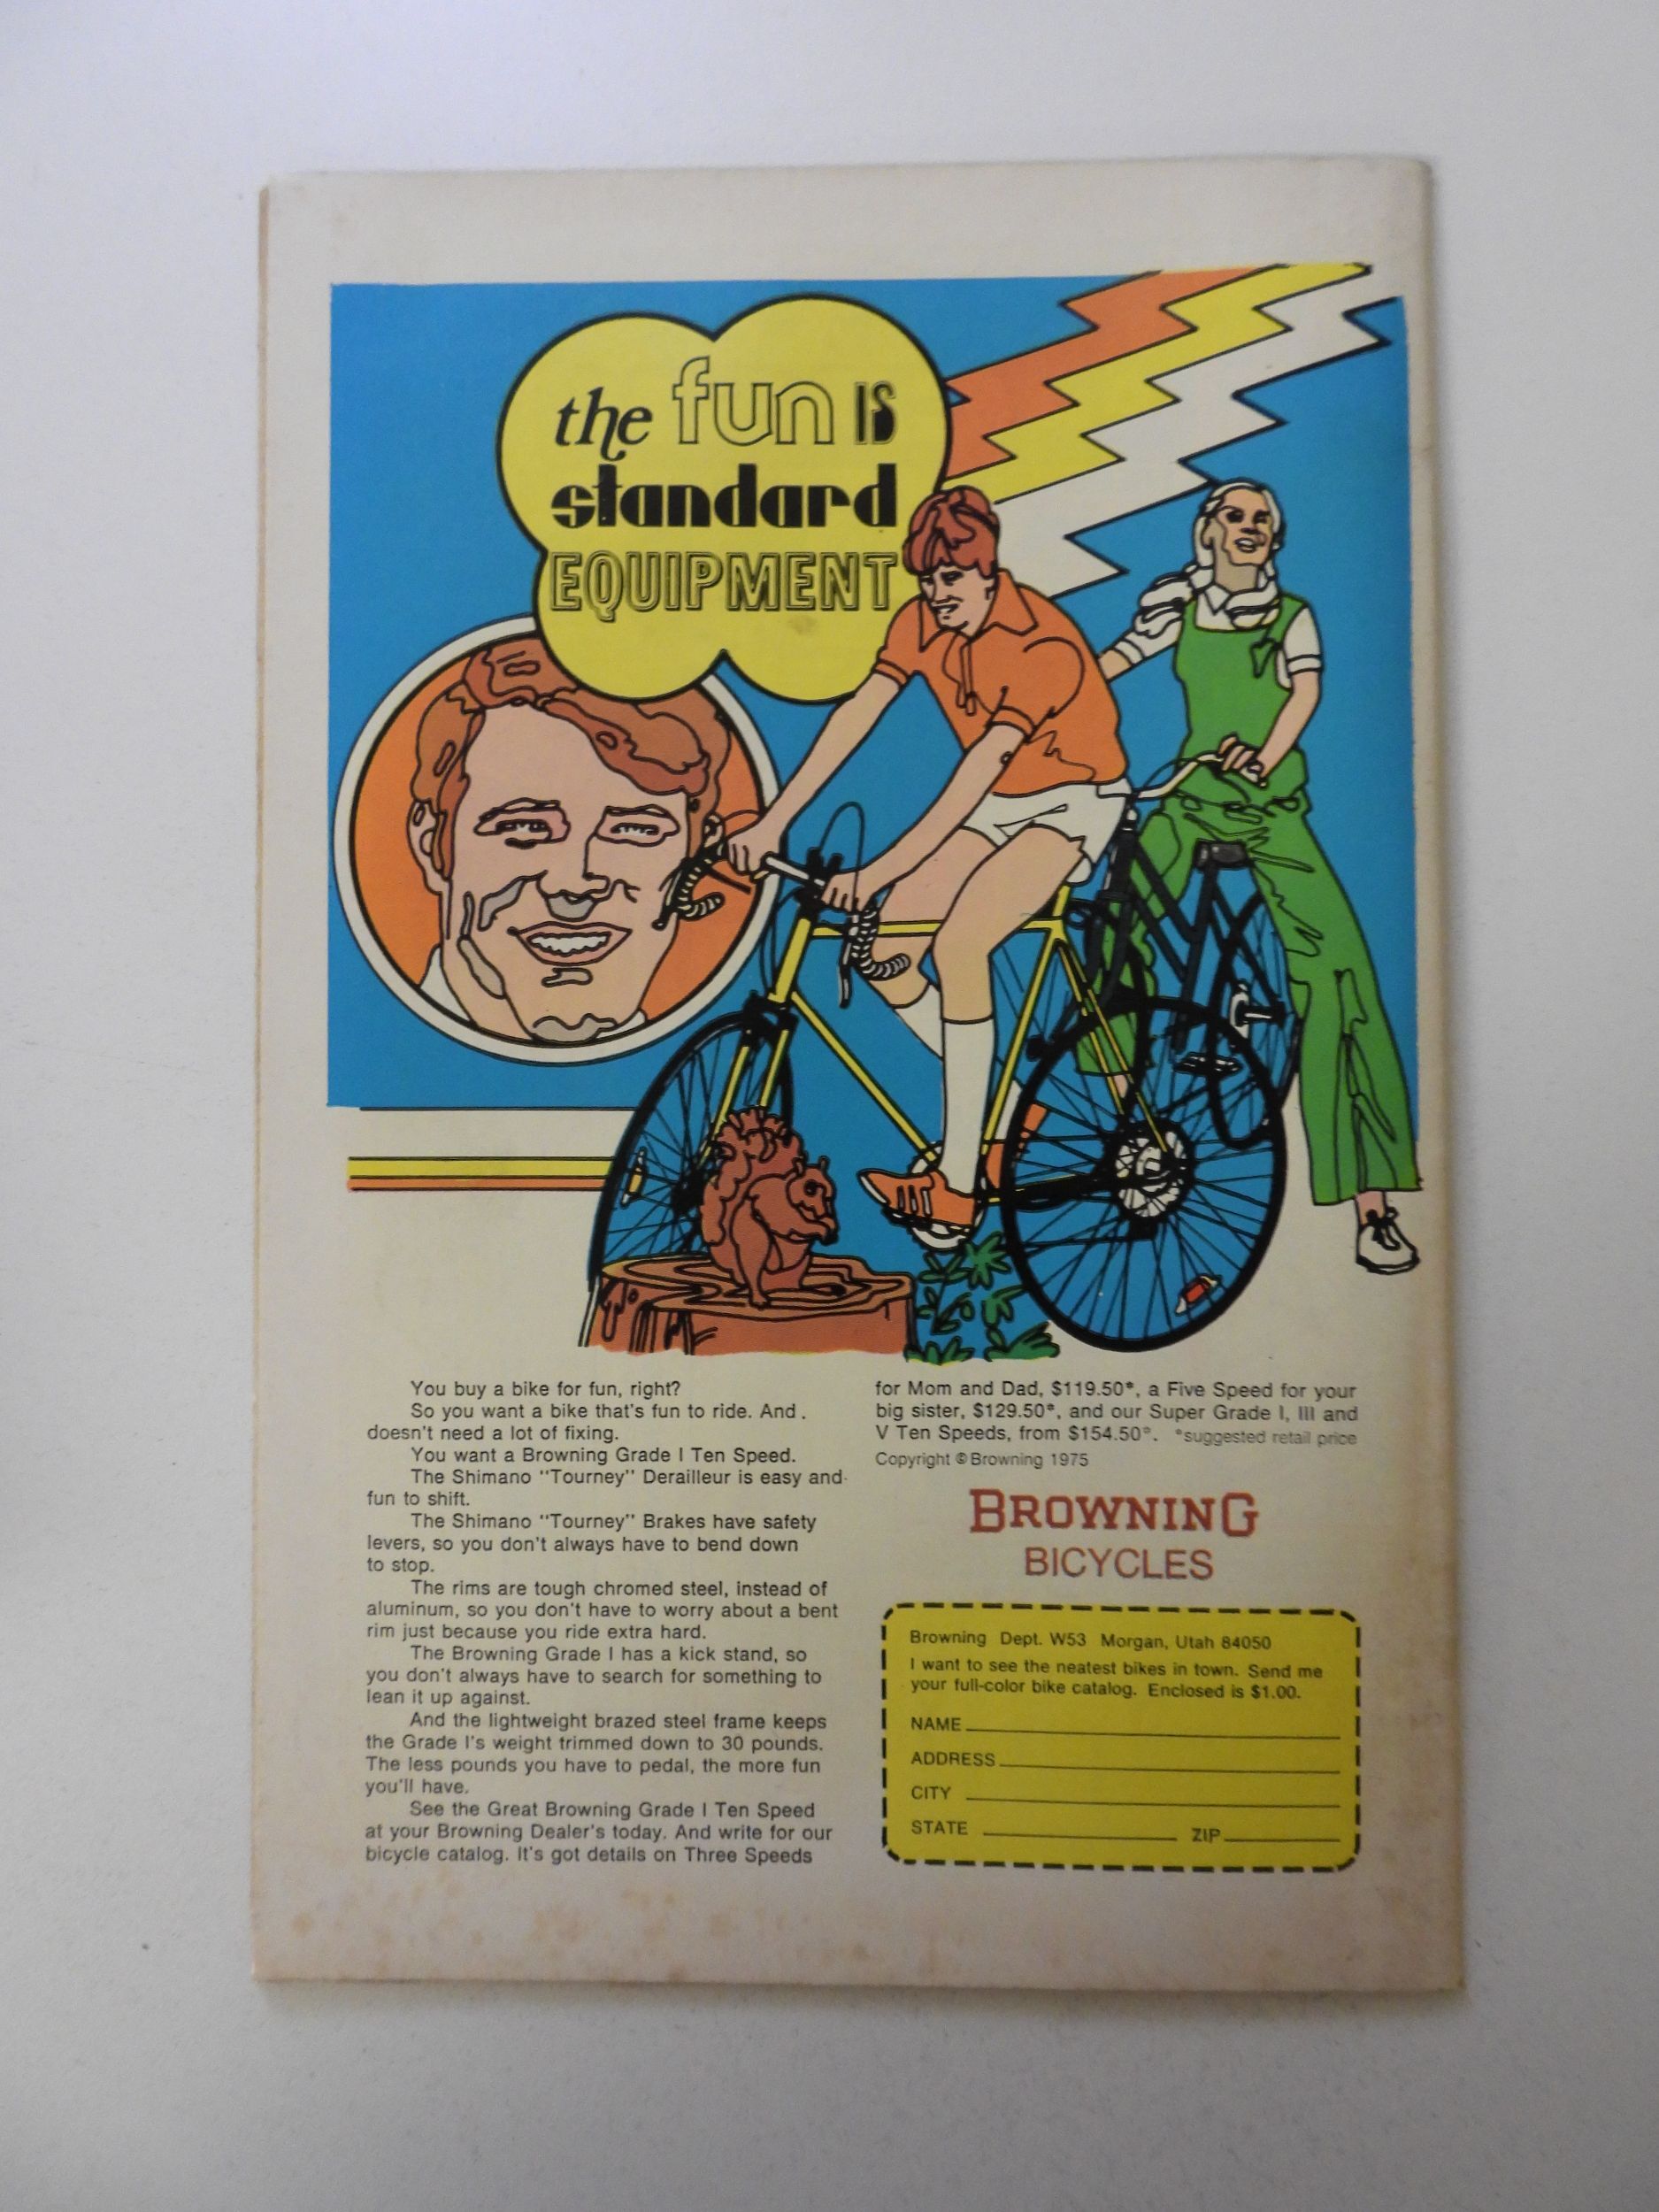 the fun IS
standard
EQUIPMENT
You buy a bike for fun, right?
So you want a bike that's fun to ride. And
doesn't need a lot of fixing.
You want a Browning Grade I Ten Speed.
The Shimano "Tourney" Derailleur is easy and
fun to shift.
The Shimano "Tourney" Brakes have safety
levers, so you don't always have to bend down
to stop.
The rims are tough chromed steel, instead of
aluminum, so you don't have to worry about a bent
rim just because you ride extra hard.
The Browning Grade I has a kick stand, so
you don't always have to search for something to
lean it up against.
And the lightweight brazed steel frame keeps
the Grade I's weight trimmed down to 30 pounds.
The less pounds you have to pedal, the more fun
you'll have.
See the Great Browning Grade I Ten Speed
at your Browning Dealer's today. And write for our
bicycle catalog. It's got details on Three Speeds
for Mom and Dad, $119.50*, a Five Speed for your
big sister, $129.50*, and our Super Grade I, III and
V Ten Speeds, from $154.50*. *suggested retail price
Copyright © Browning 1975
BROWNING
BICYCLES
Browning Dept. W53 Morgan, Utah 84050
I want to see the neatest bikes in town. Send me
your full-color bike catalog. Enclosed is $1.00.
NAME
ADDRESS
CITY
STATE ZIP